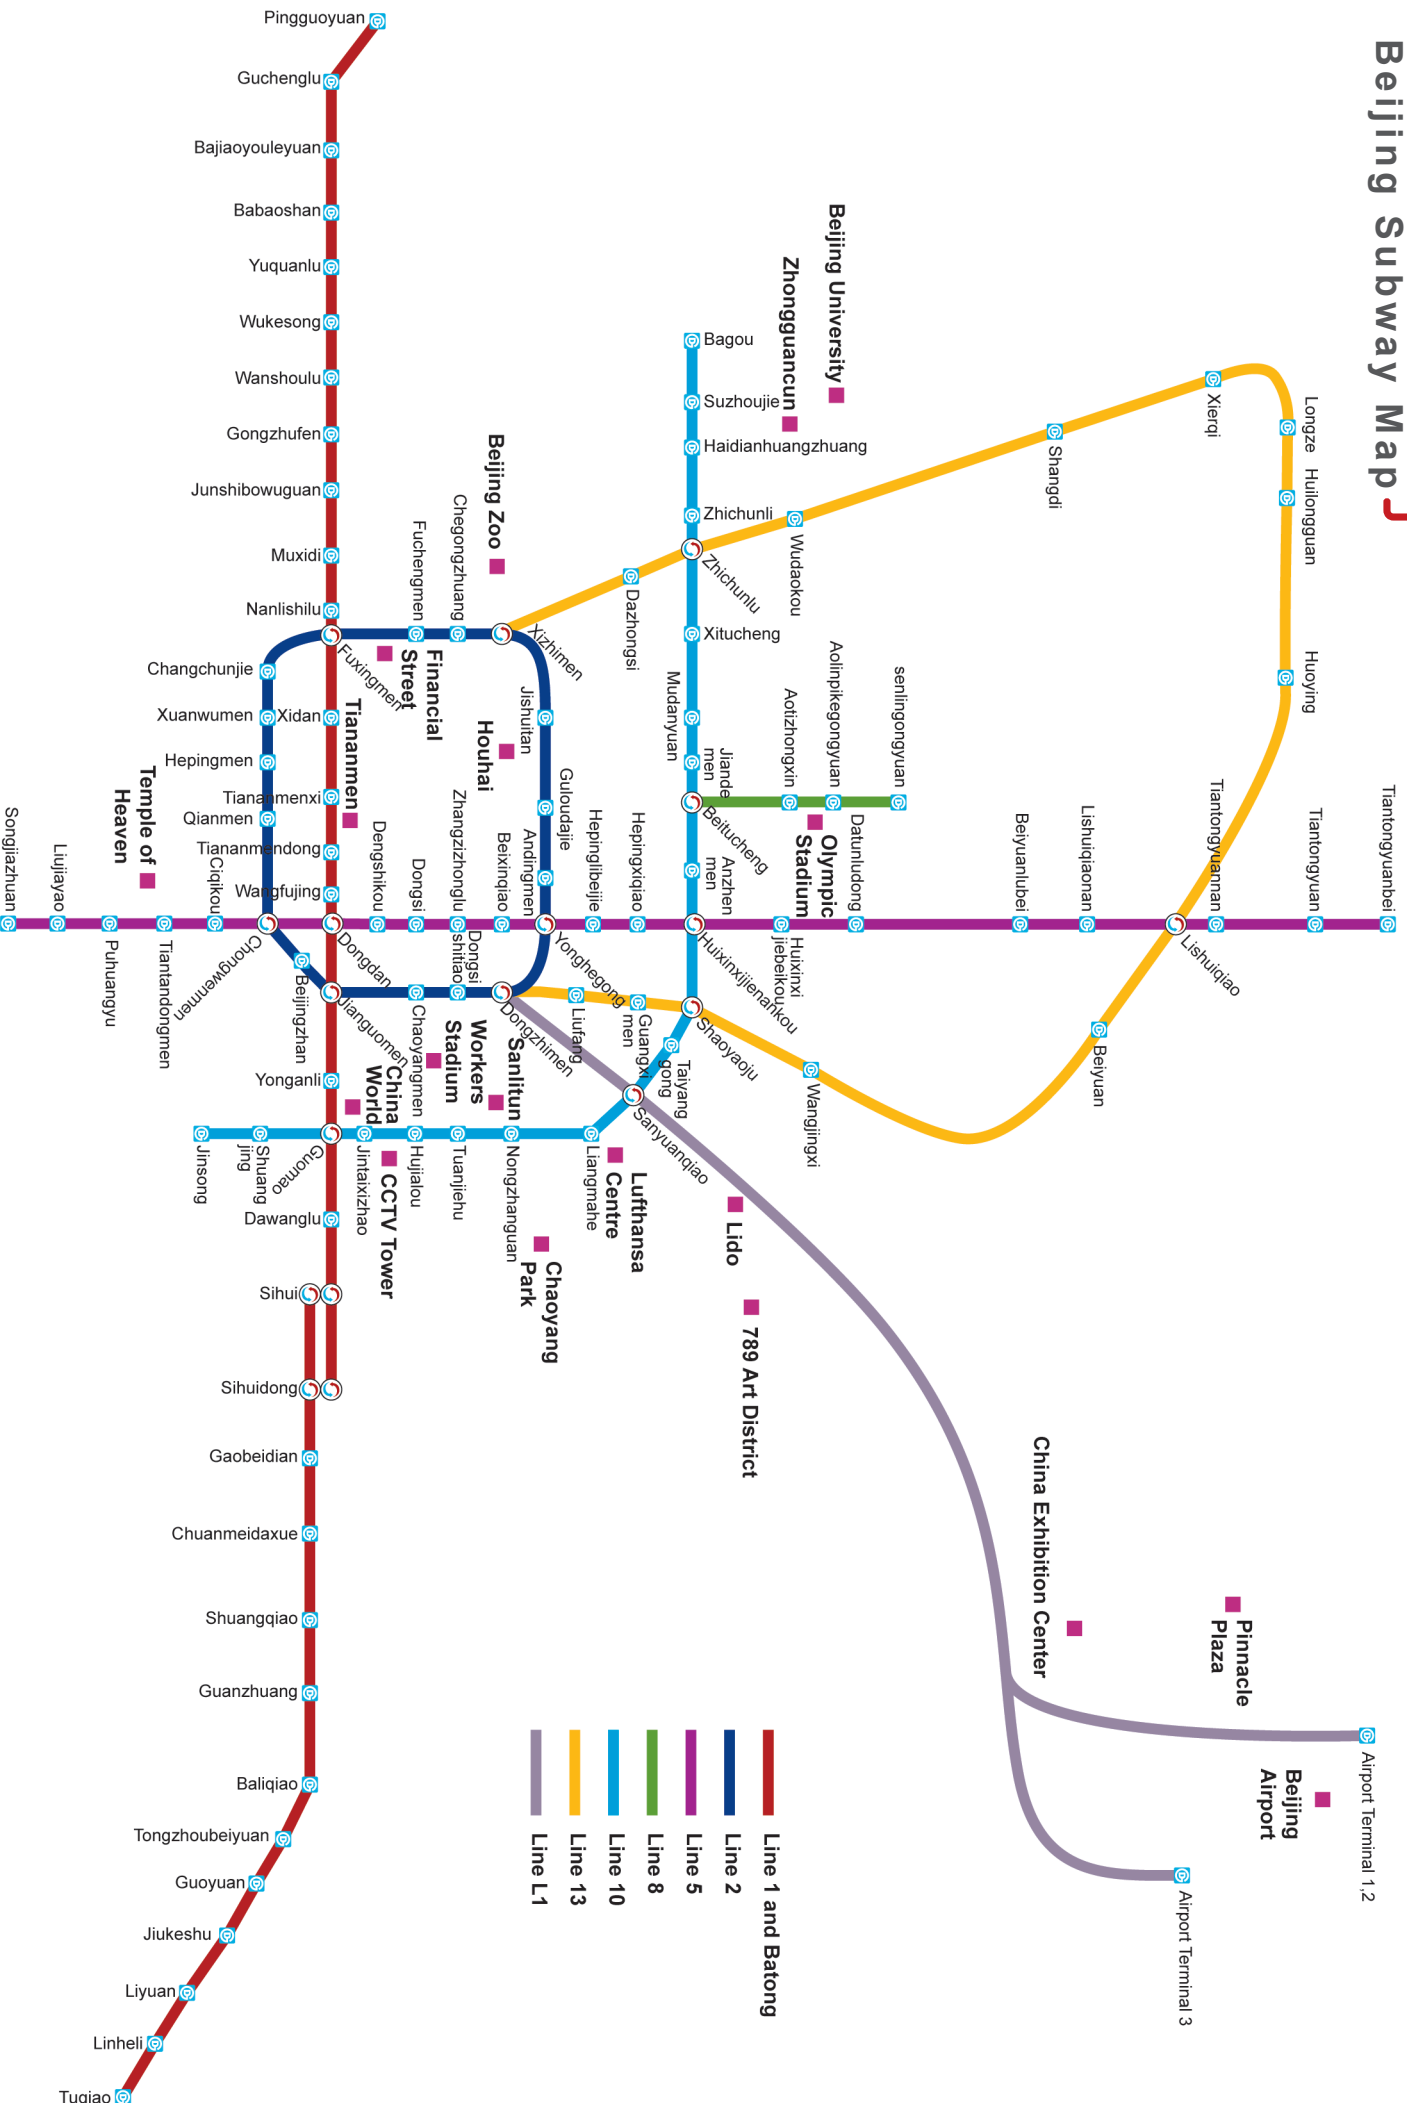 Beijing Subway Map
Pingguoyuan
Guchenglu
Bajiaoyouleyuan
Babaoshan
Yuquanlu
Wukesong
Wanshoulu
Gongzhufen
Junshibowuguan
Muxidi
Nanlishilu
Fuxingmen
Xidan
Tiananmenxi
Tiananmendong
Wangfujing
Dongdan
Jianguomen
Yonganli
Guomao
Dawanglu
Sihui
Sihuidong
Gaobeidian
Chuanmeidaxue
Shuangqiao
Guanzhuang
Baliqiao
Tongzhoubeiyuan
Guoyuan
Jiukeshu
Liyuan
Linheli
Tuqiao
Changchunjie
Xuanwumen
Hepingmen
Qianmen
Chongwenmen
Beijingzhan
Chaoyangmen
Dongsi
shitiao
Dongzhimen
Yonghegong
Andingmen
Guloudajie
Jishuitan
Xizhimen
Chegongzhuang
Fuchengmen
Songjiazhuan
Liujiayao
Puhuangyu
Tiantandongmen
Ciqikou
Dengshikou
Dongsi
Zhangzizhonglu
Beixinqiao
Hepinglibeijie
Hepingxiqiao
Huixinxijienankou
Huixinxi
jiebeikou
Datunludong
Beiyuanlubei
Lishuiqiaonan
Lishuiqiao
Tiantongyuannan
Tiantongyuan
Tiantongyuanbei
Bagou
Suzhoujie
Haidianhuangzhuang
Zhichunli
Zhichunlu
Xitucheng
Mudanyuan
Jiande
men
Beitucheng
Anzhen
men
Shaoyaoju
Taiyang
gong
Sanyuanqiao
Liangmahe
Nongzhanguan
Tuanjiehu
Hujialou
Jintaixizhao
Shuang
jing
Jinsong
Aotizhongxin
Aolinpikegongyuan
senlingongyuan
Dazhongsi
Wudaokou
Shangdi
Xierqi
Longze
Huilongguan
Huoying
Beiyuan
Wangjingxi
Guangxi
men
Liufang
Airport Terminal 1,2
Airport Terminal 3
Beijing University
Zhongguancun
Beijing Zoo
Financial
Street
Houhai
Tiananmen
Temple of
Heaven
Olympic
Stadium
Sanlitun
Workers
Stadium
China
World
CCTV Tower
Lufthansa
Centre
Chaoyang
Park
Lido
789 Art District
China Exhibition Center
Pinnacle
Plaza
Beijing
Airport
Line 1 and Batong
Line 2
Line 5
Line 8
Line 10
Line 13
Line L1